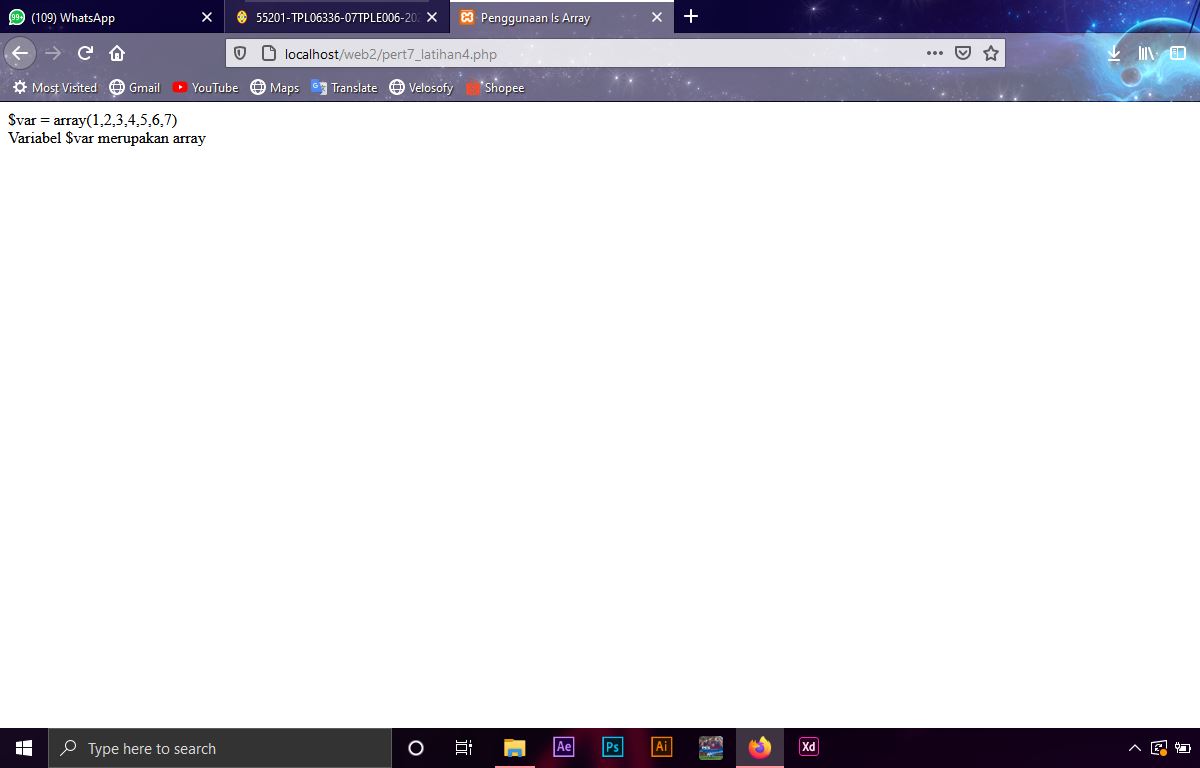 (109) WhatsApp
55201-TPL06336-07TPLE006-20
Penggunaan Is Array
localhost/web2/pert7_latihan4.php
Most Visited
Gmail
YouTube
Maps
Translate
Velosofy
Shopee
$var = array(1,2,3,4,5,6,7)
Variabel $var merupakan array
Type here to search
Ae
Ps
Ai
Xd